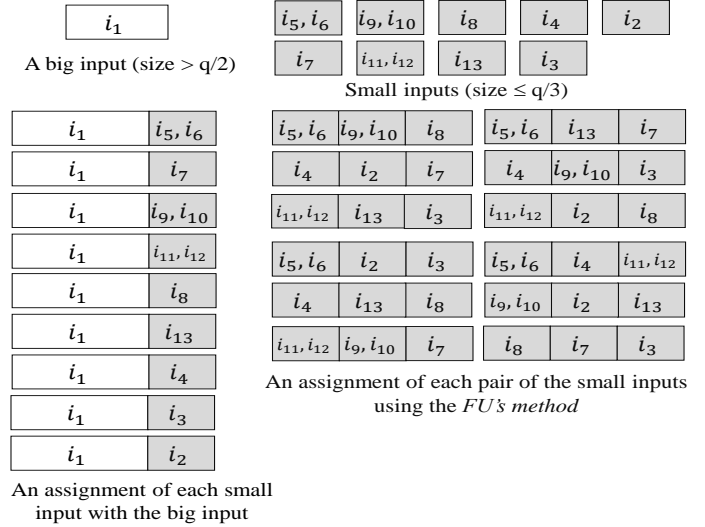 i₁
A big input (size > q/2)
i₅, i₆ i₉, i₁₀ i₈ i₄ i₂
i₇ i₁₁, i₁₂ i₁₃ i₃
Small inputs (size ≤ q/3)
i₁ i₅, i₆
i₁ i₇
i₁ i₉, i₁₀
i₁ i₁₁, i₁₂
i₁ i₈
i₁ i₁₃
i₁ i₄
i₁ i₃
i₁ i₂
An assignment of each small
input with the big input
i₅, i₆ i₉, i₁₀ i₈
i₄ i₂ i₇
i₁₁, i₁₂ i₁₃ i₃
i₅, i₆ i₁₃ i₇
i₄ i₉, i₁₀ i₃
i₁₁, i₁₂ i₂ i₈
i₅, i₆ i₂ i₃
i₄ i₁₃ i₈
i₁₁, i₁₂ i₉, i₁₀ i₇
i₅, i₆ i₄ i₁₁, i₁₂
i₉, i₁₀ i₂ i₁₃
i₈ i₇ i₃
An assignment of each pair of the small inputs
using the FU's method